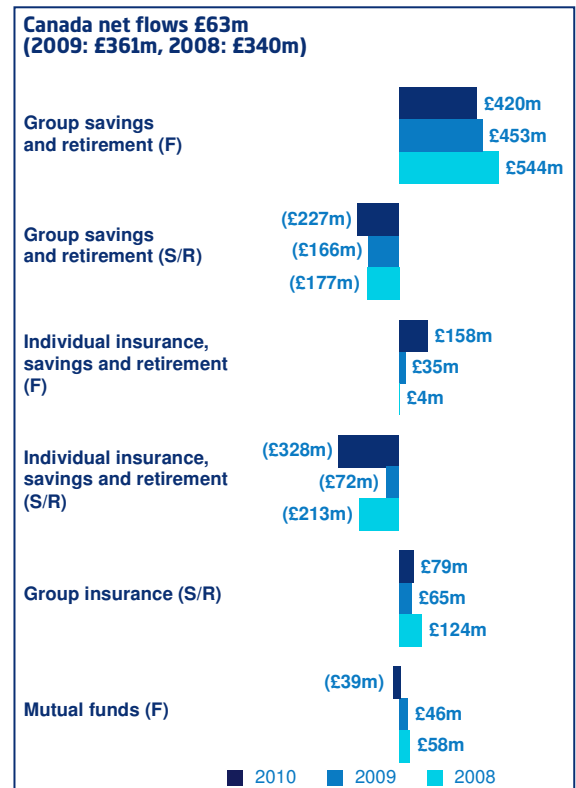 Canada net flows £63m
(2009: £361m, 2008: £340m)
Group savings
and retirement (F)
£420m
£453m
£544m
Group savings
and retirement (S/R)
(£227m)
(£166m)
(£177m)
Individual insurance,
savings and retirement
(F)
£158m
£35m
£4m
Individual insurance,
savings and retirement
(S/R)
(£328m)
(£72m)
(£213m)
Group insurance (S/R)
£79m
£65m
£124m
Mutual funds (F)
(£39m)
£46m
£58m
2010 2009 2008